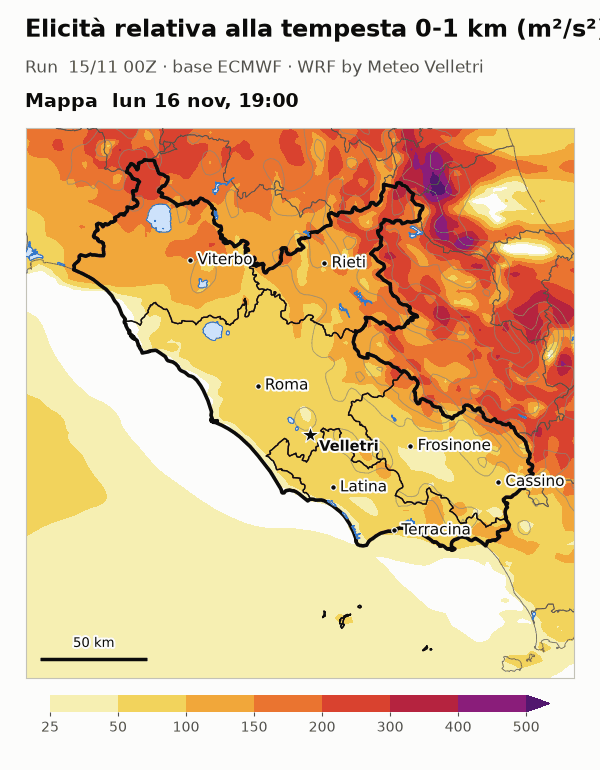 Elicità relativa alla tempesta 0-1 km (m²/s²)
Run  15/11 00Z · base ECMWF · WRF by Meteo Velletri
Mappa  lun 16 nov, 19:00
Viterbo
Rieti
Roma
Velletri
Frosinone
Cassino
Latina
Terracina
50 km
25 50 100 150 200 300 400 500